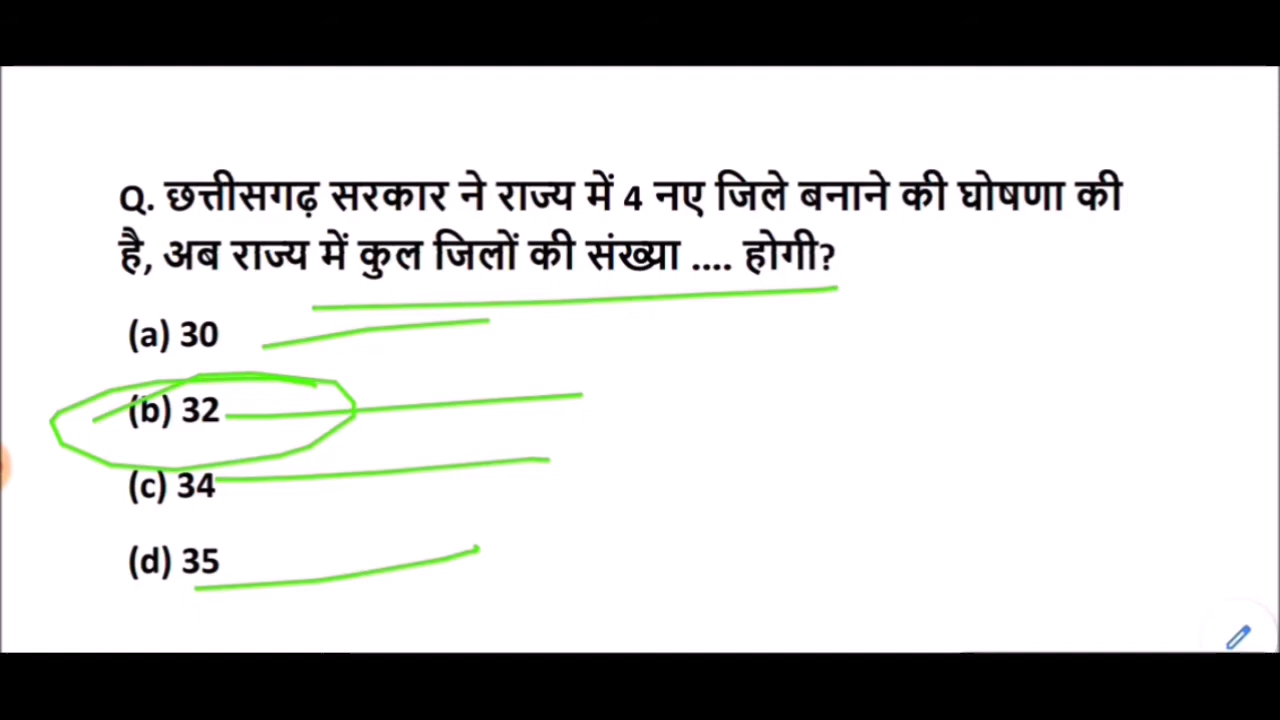 Q. छत्तीसगढ़ सरकार ने राज्य में 4 नए जिले बनाने की घोषणा की
है, अब राज्य में कुल जिलों की संख्या .... होगी?
(a) 30
(b) 32
(c) 34
(d) 35